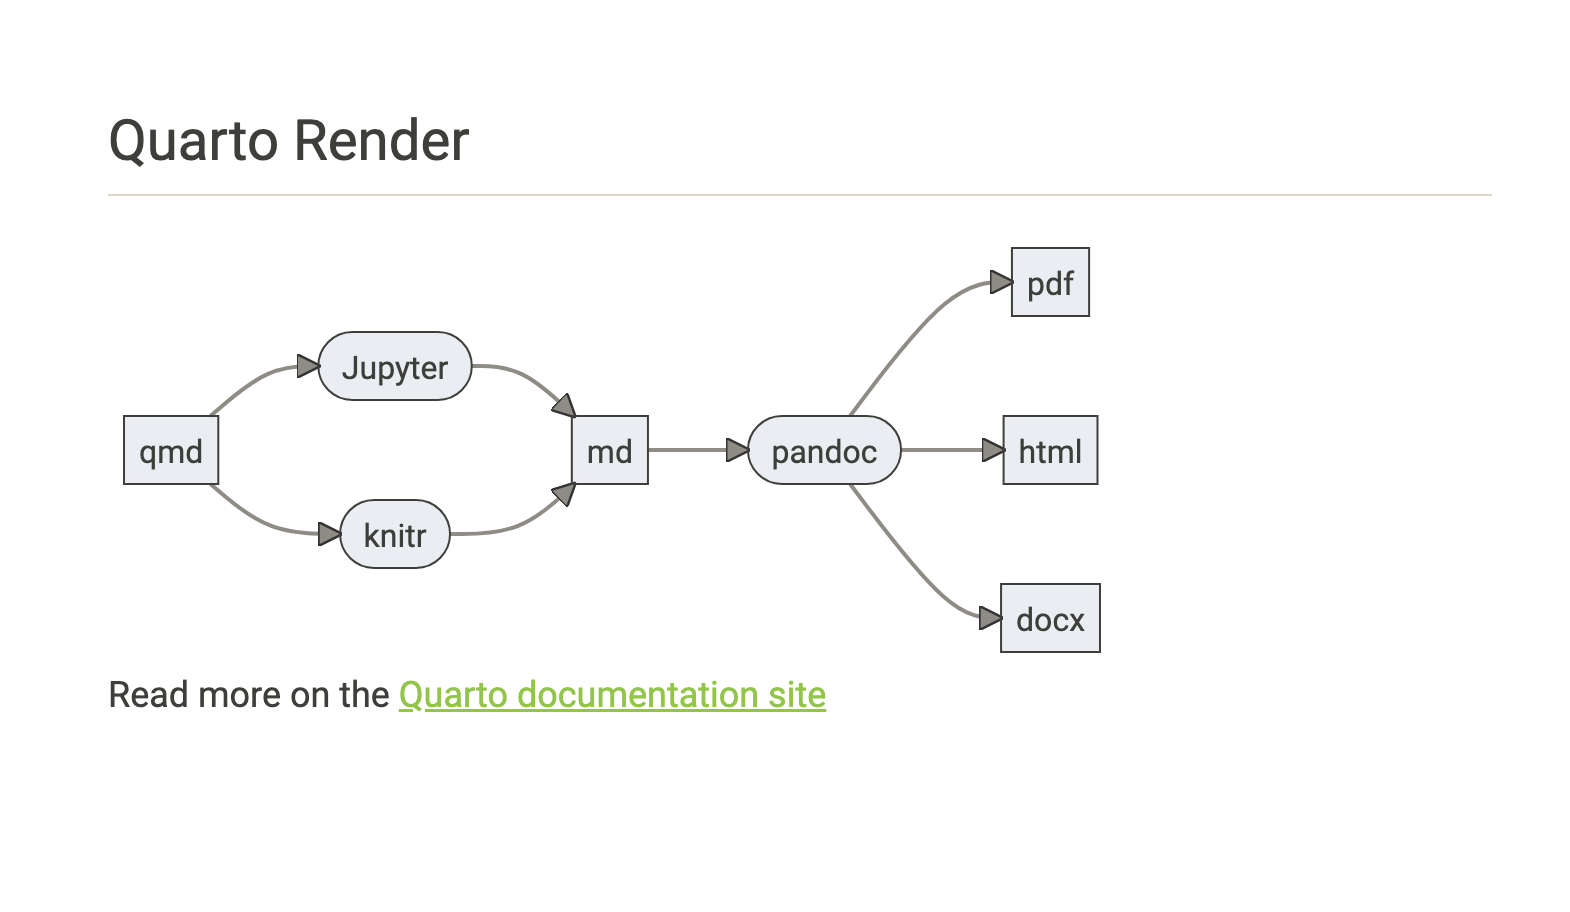 Quarto Render
pdf
Jupyter
qmd
md
pandoc
html
knitr
docx
Read more on the Quarto documentation site